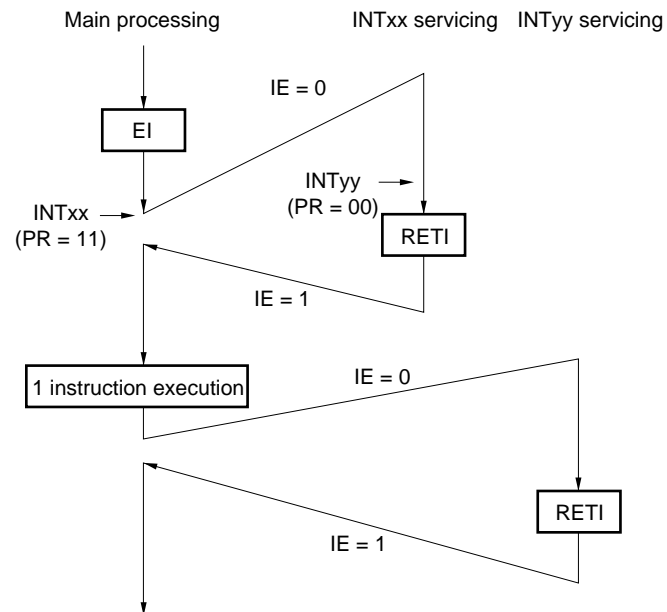 Main processing
INTxx servicing
INTyy servicing
IE = 0
EI
INTyy
(PR = 00)
INTxx
(PR = 11)
RETI
IE = 1
1 instruction execution
IE = 0
RETI
IE = 1